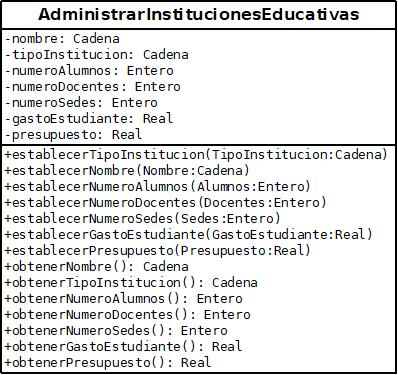 AdministrarInstitucionesEducativas
-nombre: Cadena
-tipoInstitucion: Cadena
-numeroAlumnos: Entero
-numeroDocentes: Entero
-numeroSedes: Entero
-gastoEstudiante: Real
-presupuesto: Real
+establecerTipoInstitucion(TipoInstitucion:Cadena)
+establecerNombre(Nombre:Cadena)
+establecerNumeroAlumnos(Alumnos:Entero)
+establecerNumeroDocentes(Docentes:Entero)
+establecerNumeroSedes(Sedes:Entero)
+establecerGastoEstudiante(GastoEstudiante:Real)
+establecerPresupuesto(Presupuesto:Real)
+obtenerNombre(): Cadena
+obtenerTipoInstitucion(): Cadena
+obtenerNumeroAlumnos(): Entero
+obtenerNumeroDocentes(): Entero
+obtenerNumeroSedes(): Entero
+obtenerGastoEstudiante(): Real
+obtenerPresupuesto(): Real